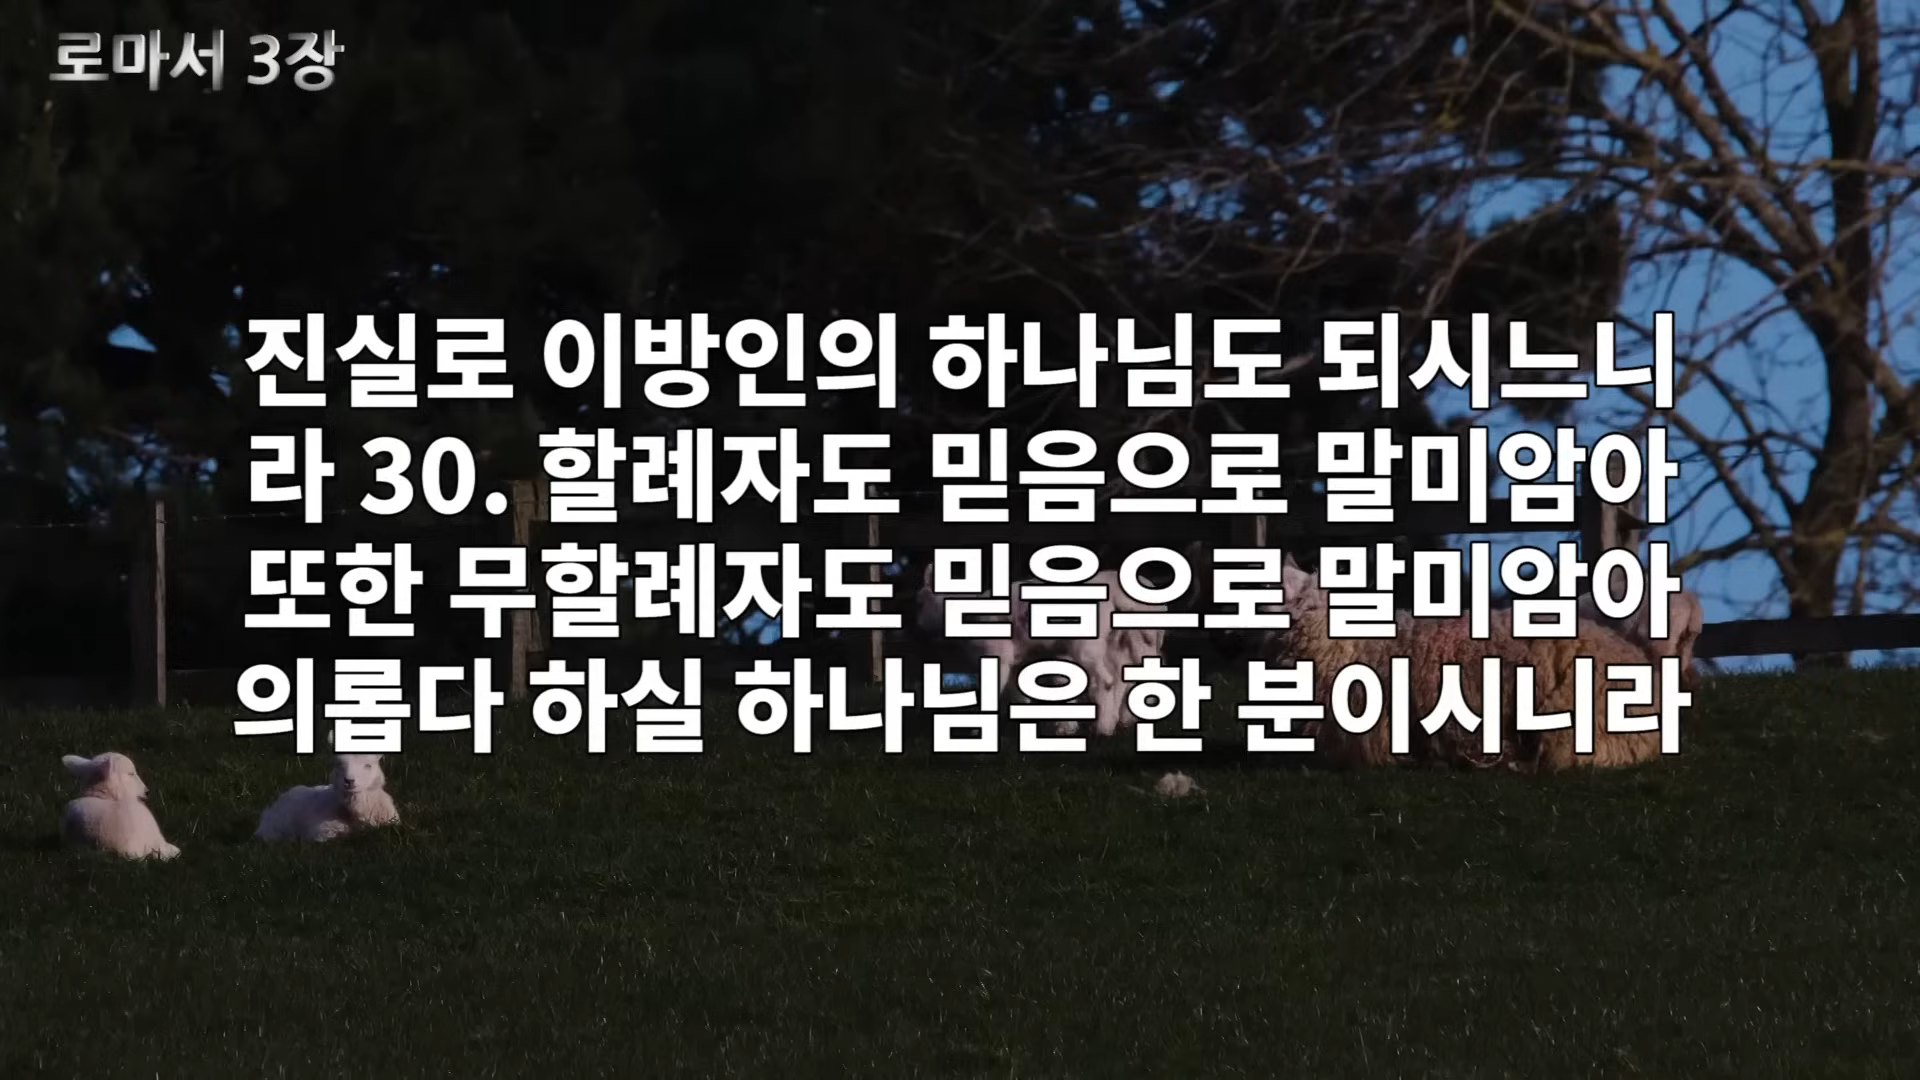 로마서 3장
진실로 이방인의 하나님도 되시느니
라 30. 할례자도 믿음으로 말미암아
또한 무할례자도 믿음으로 말미암아
의롭다 하실 하나님은 한 분이시니라